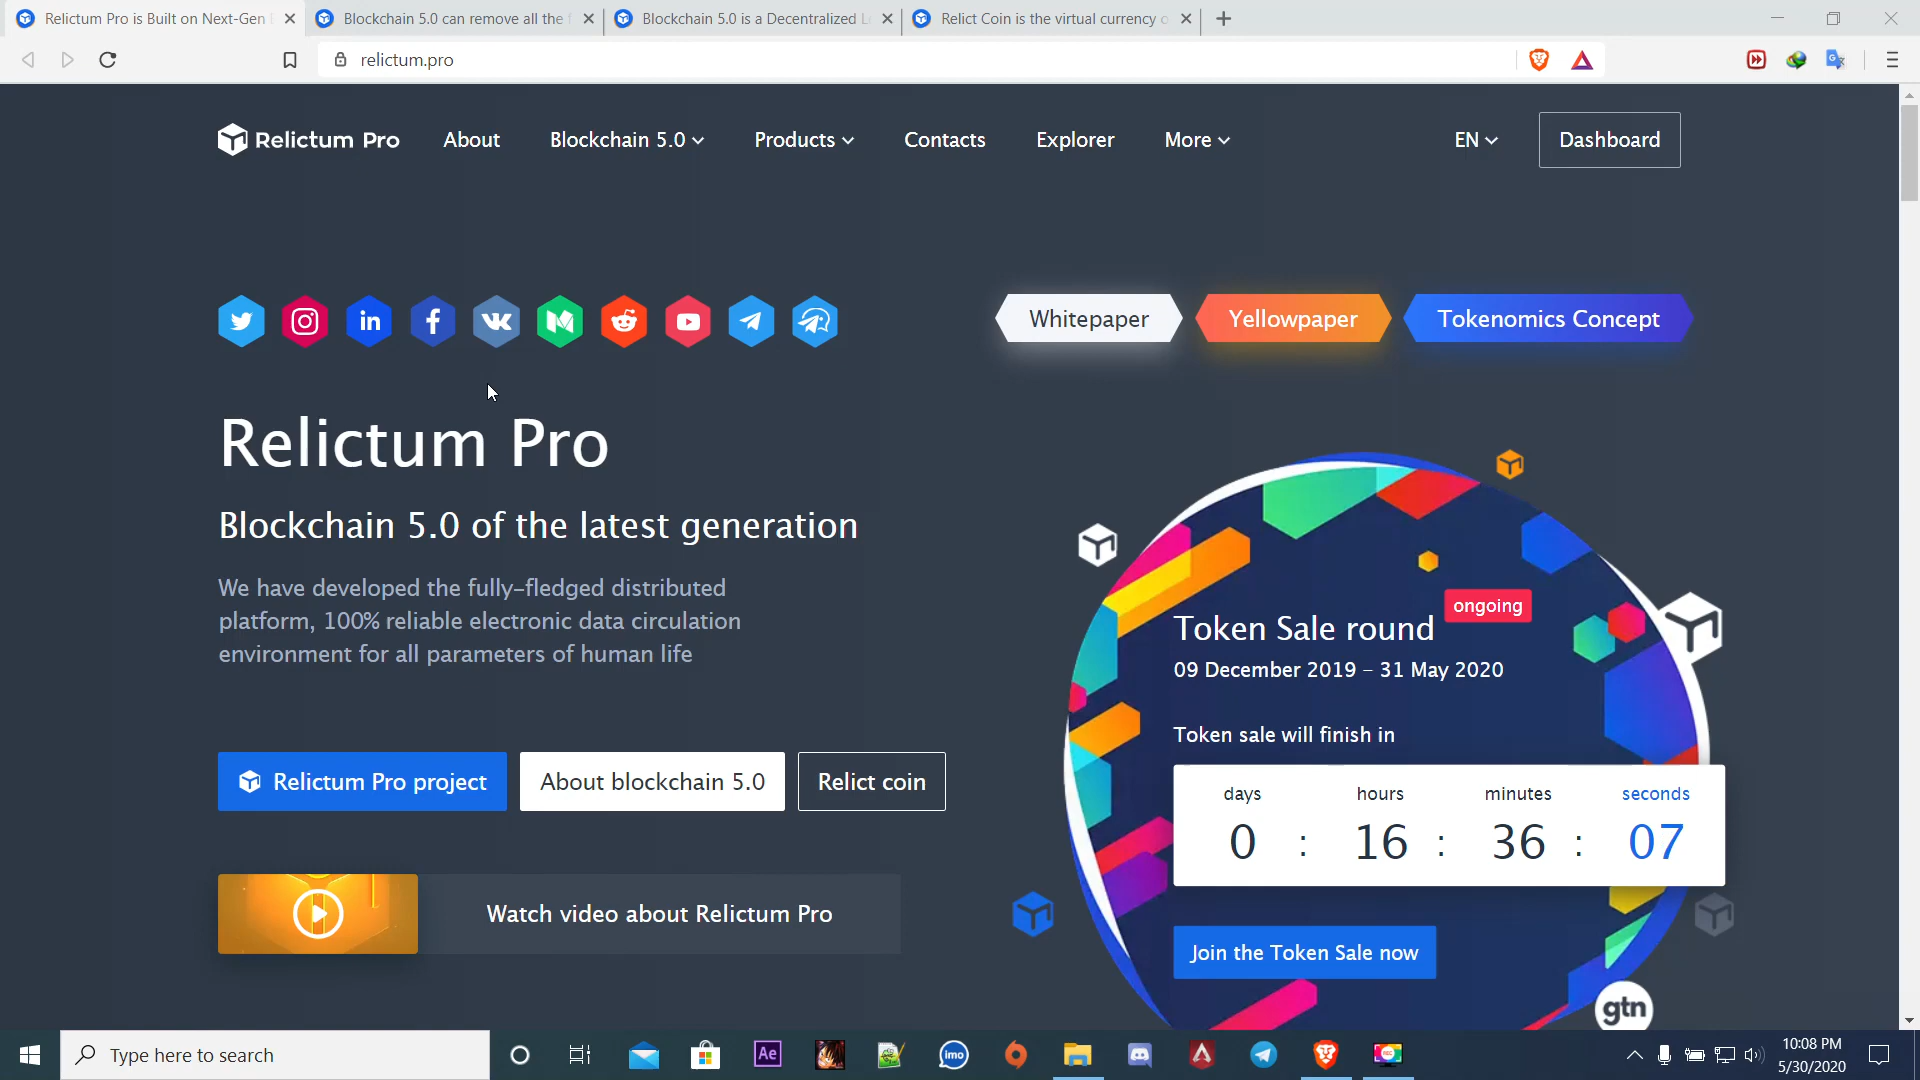 Relictum Pro is Built on Next-Gen
Blockchain 5.0 can remove all the
Blockchain 5.0 is a Decentralized L
Relict Coin is the virtual currency o
relictum.pro
Relictum Pro
About
Blockchain 5.0
Products
Contacts
Explorer
More
EN
Dashboard
in
f
Whitepaper
Yellowpaper
Tokenomics Concept
Relictum Pro
Blockchain 5.0 of the latest generation
We have developed the fully-fledged distributed
platform, 100% reliable electronic data circulation
environment for all parameters of human life
Relictum Pro project
About blockchain 5.0
Relict coin
Watch video about Relictum Pro
ongoing
Token Sale round
09 December 2019 – 31 May 2020
Token sale will finish in
days hours minutes seconds
0 : 16 : 36 : 07
Join the Token Sale now
gtn
Type here to search
Ae
imo
10:08 PM
5/30/2020